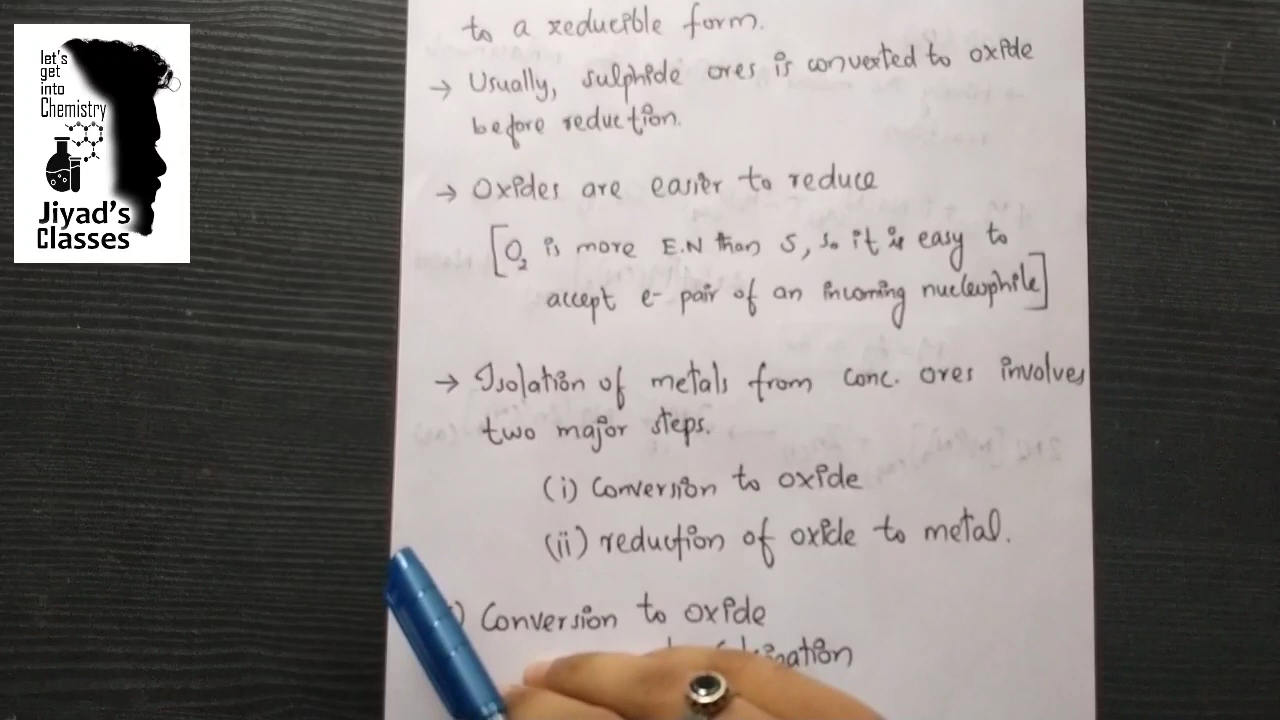 let's
get
into
Chemistry
Jiyad's
Classes
to a reducible form.
→ Usually, sulphide ores is converted to oxide
before reduction.
→ Oxides are easier to reduce
[O₂ is more E.N than S, so it is easy to
accept e- pair of an incoming nucleophile]
→ Isolation of metals from conc. ores involves
two major steps.
(i) Conversion to oxide
(ii) reduction of oxide to metal.
) Conversion to oxide